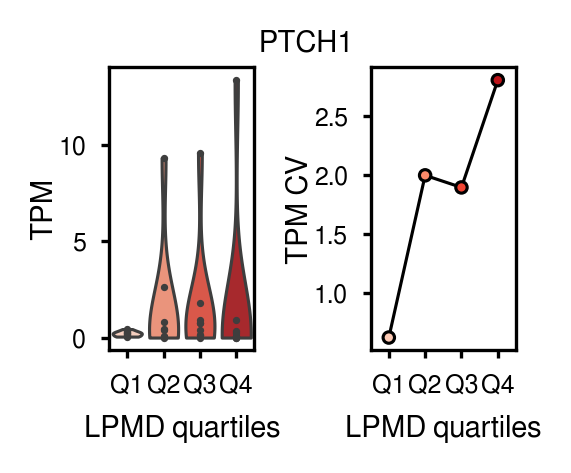 PTCH1
TPM
10
5
0
Q1 Q2 Q3 Q4
LPMD quartiles
TPM CV
2.5
2.0
1.5
1.0
Q1 Q2 Q3 Q4
LPMD quartiles